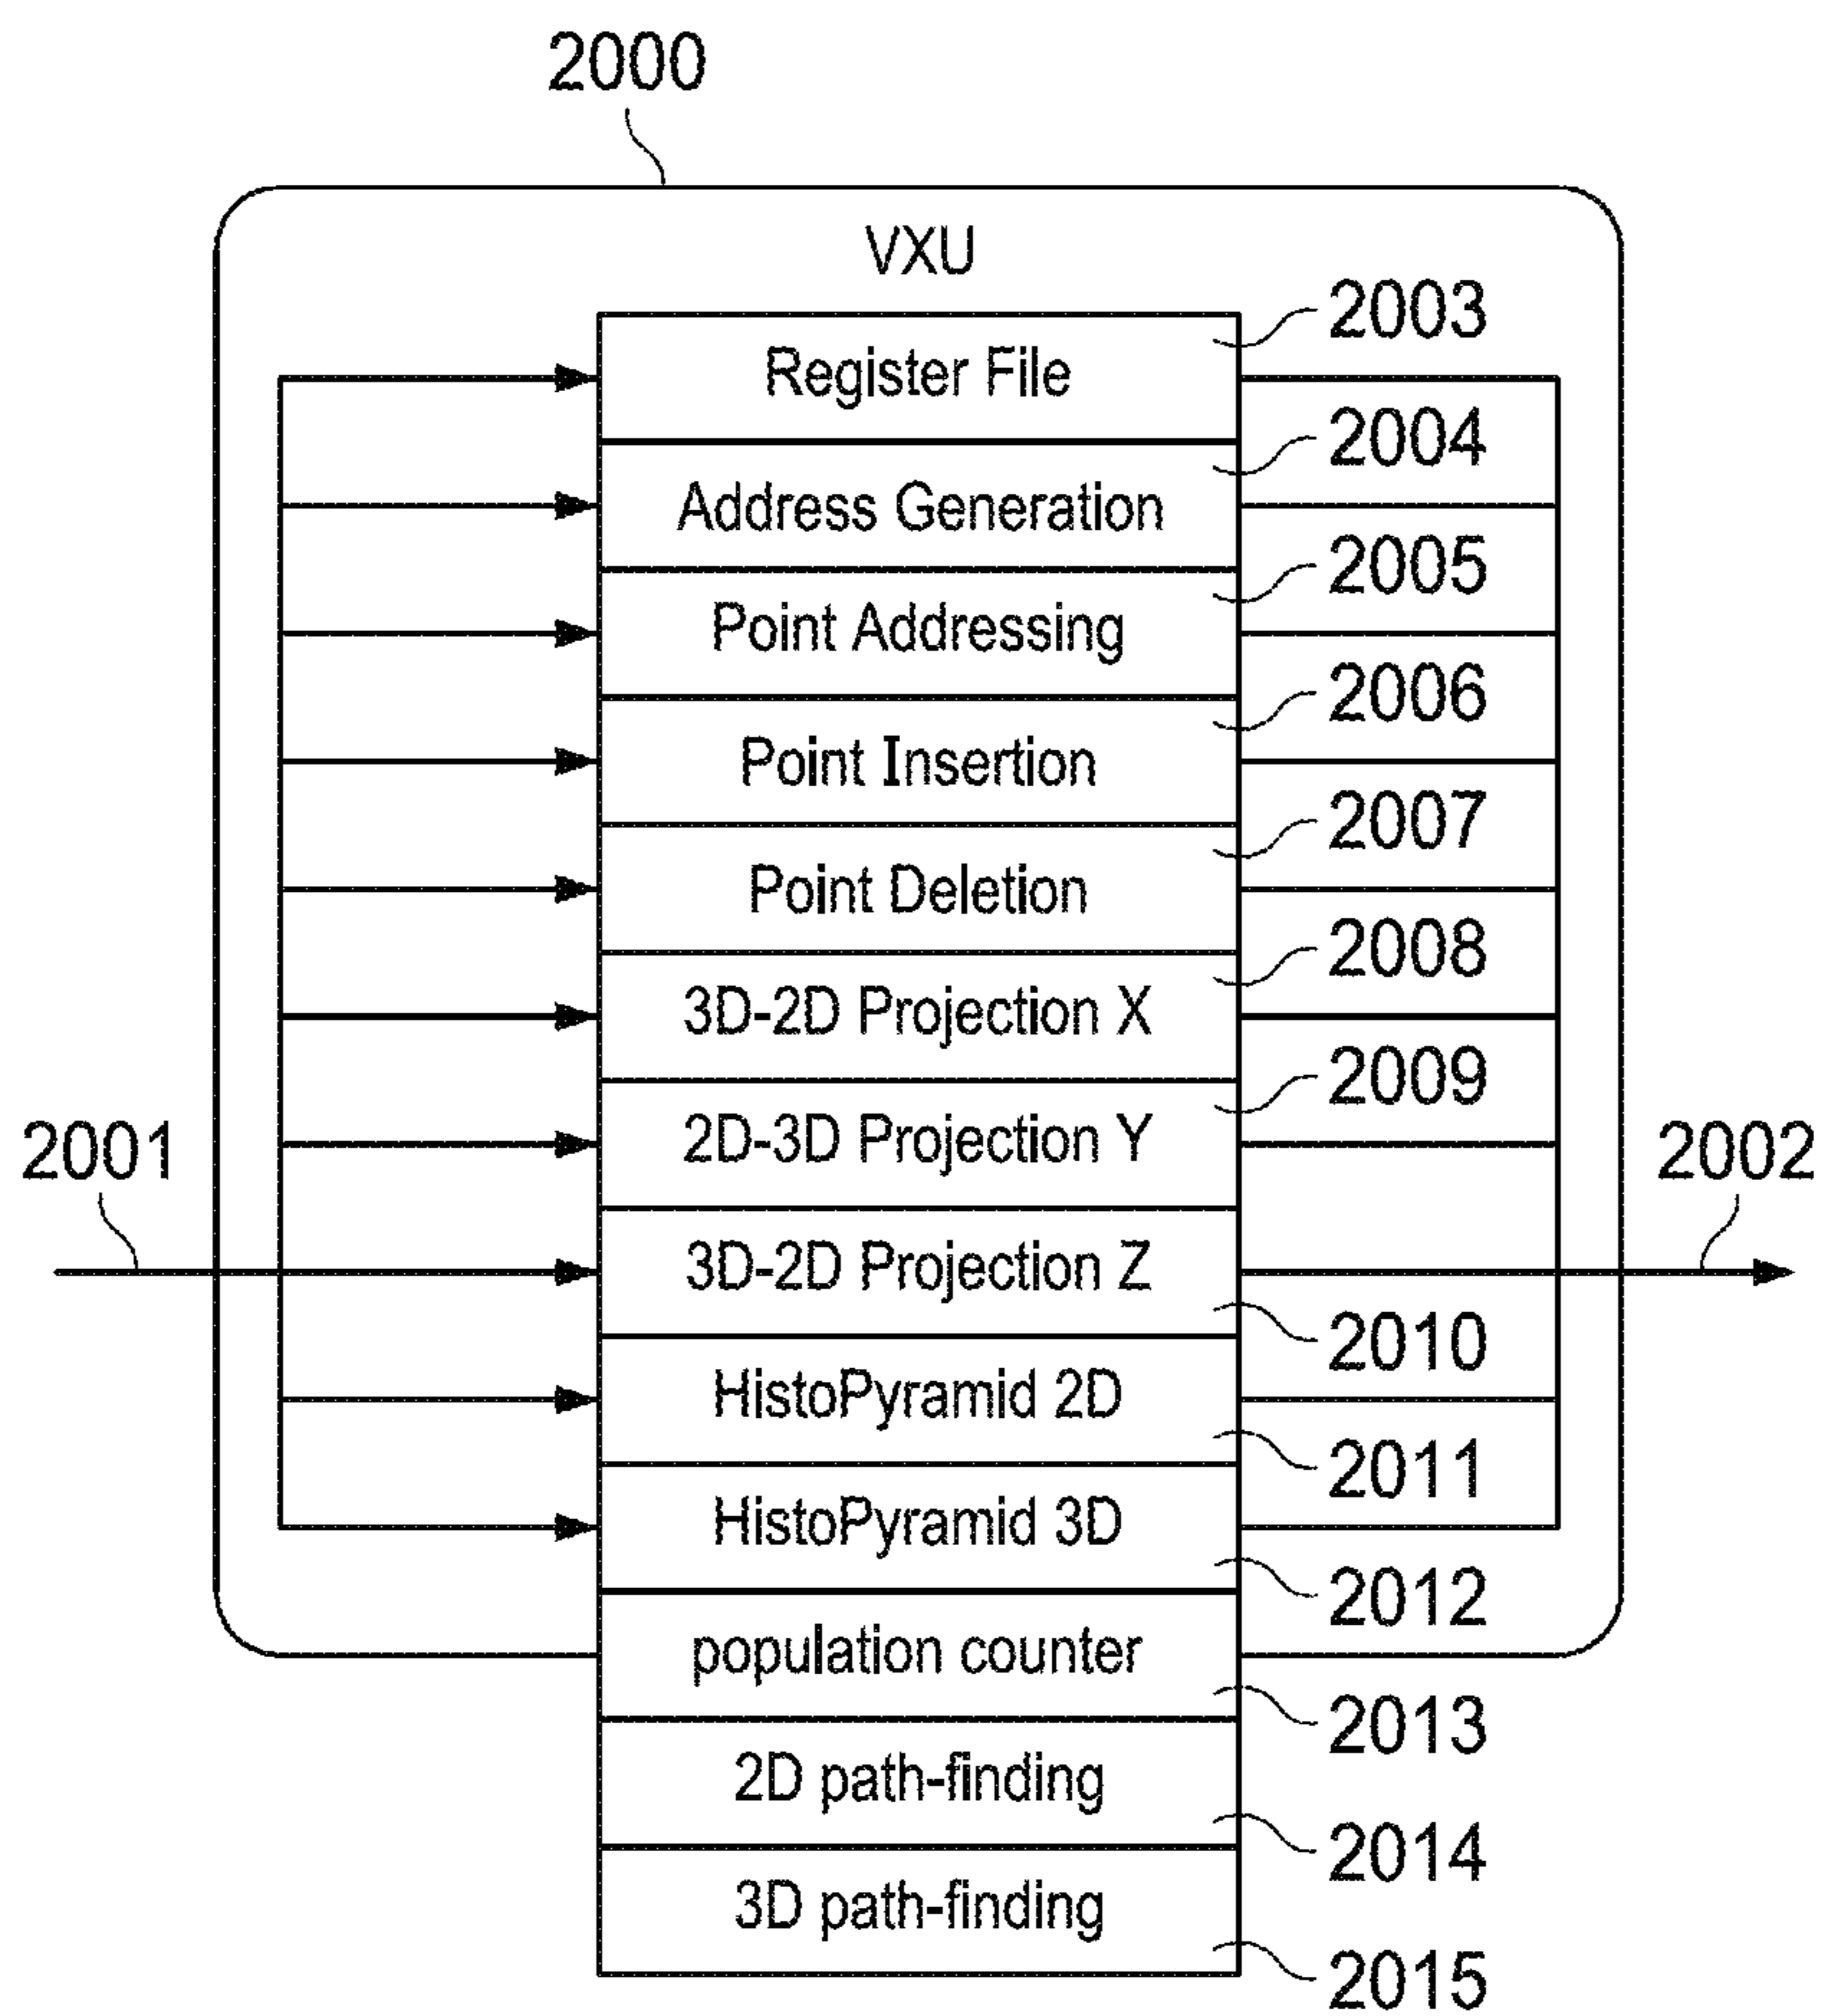 2000
VXU
Register File
2003
Address Generation
2004
Point Addressing
2005
Point Insertion
2006
Point Deletion
2007
3D-2D Projection X
2008
2D-3D Projection Y
2009
2001
2002
3D-2D Projection Z
2010
HistoPyramid 2D
2011
HistoPyramid 3D
2012
population counter
2013
2D path-finding
2014
3D path-finding
2015